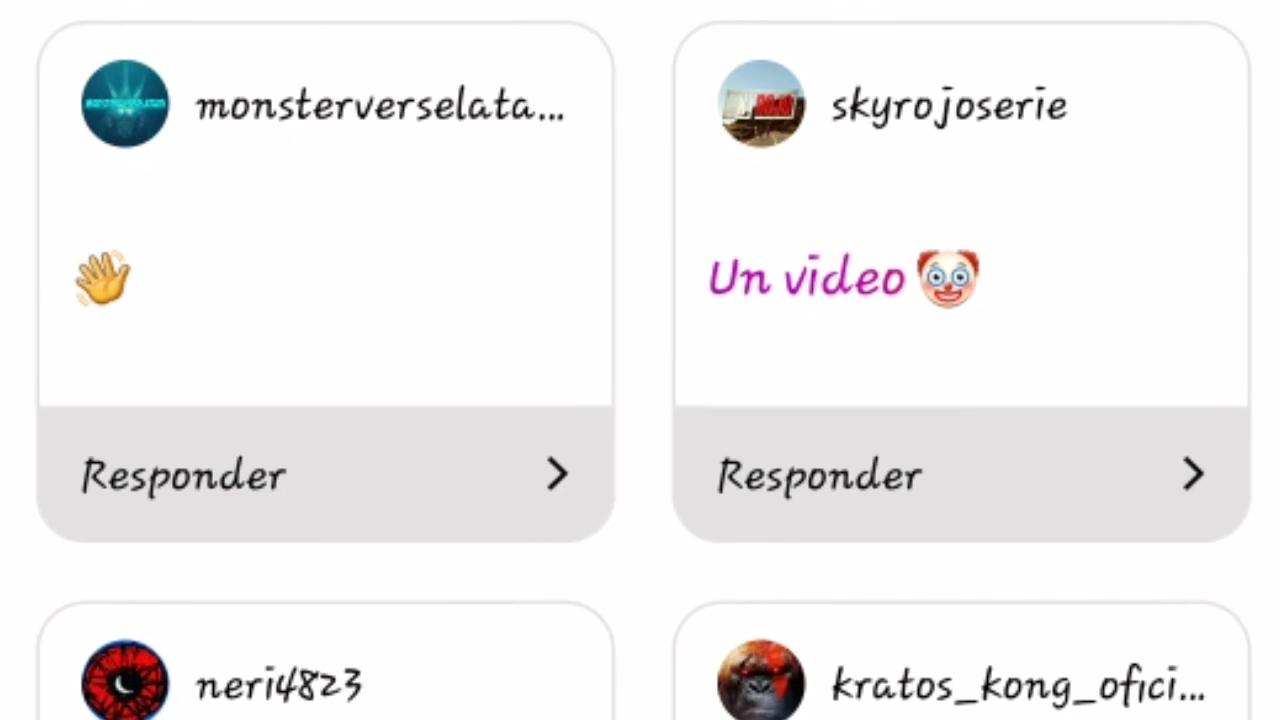 monsterverselata...
skyrojoserie
👋
Un video 🤡
Responder
Responder
neri4823
kratos_kong_ofici...